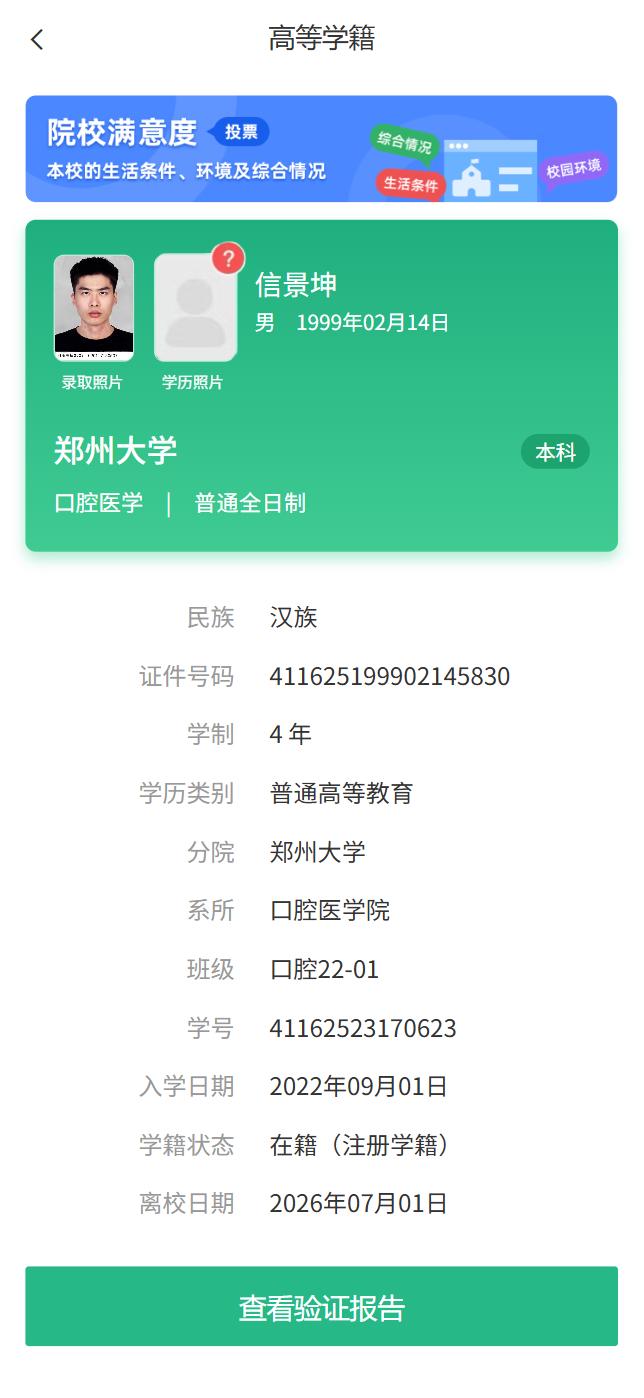 高等学籍
院校满意度 投票
本校的生活条件、环境及综合情况
综合情况
生活条件
校园环境
?
信景坤
男 1999年02月14日
录取照片 学历照片
郑州大学 本科
口腔医学 | 普通全日制
民族 汉族
证件号码 411625199902145830
学制 4 年
学历类别 普通高等教育
分院 郑州大学
系所 口腔医学院
班级 口腔22-01
学号 41162523170623
入学日期 2022年09月01日
学籍状态 在籍（注册学籍）
离校日期 2026年07月01日
查看验证报告